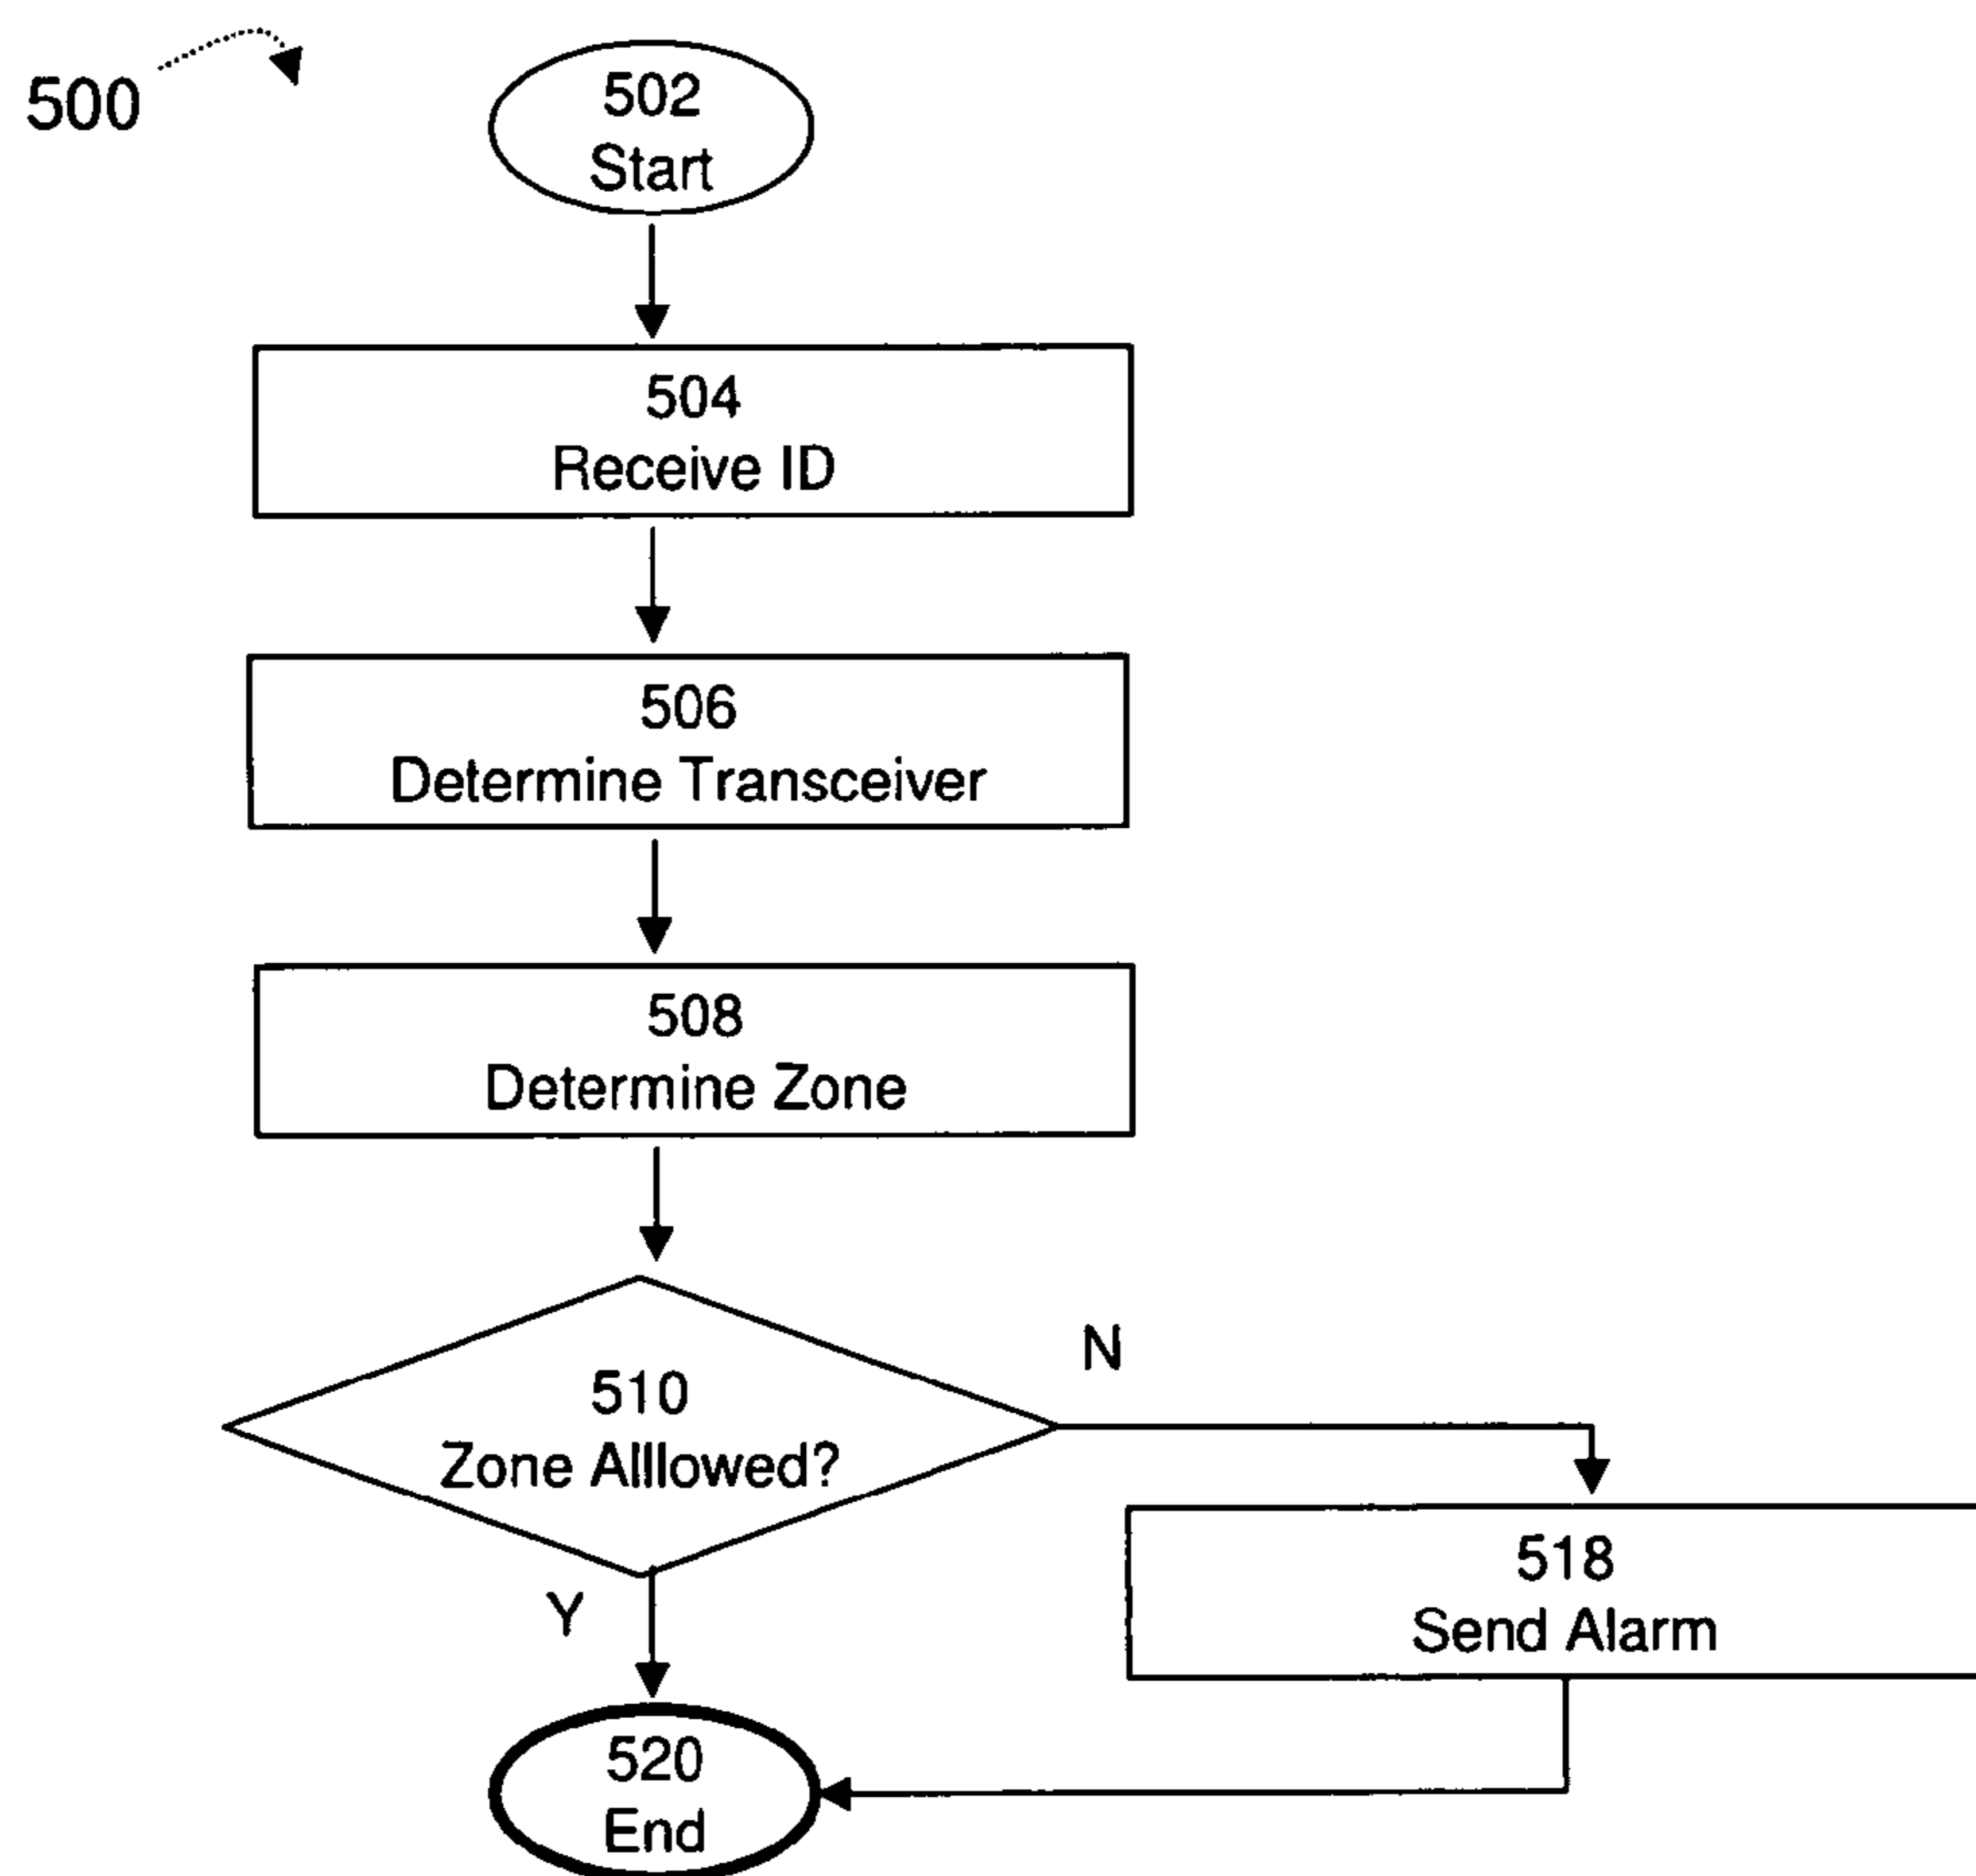 500
502
Start
504
Receive ID
506
Determine Transceiver
508
Determine Zone
510
Zone Alllowed?
N
Y
518
Send Alarm
520
End